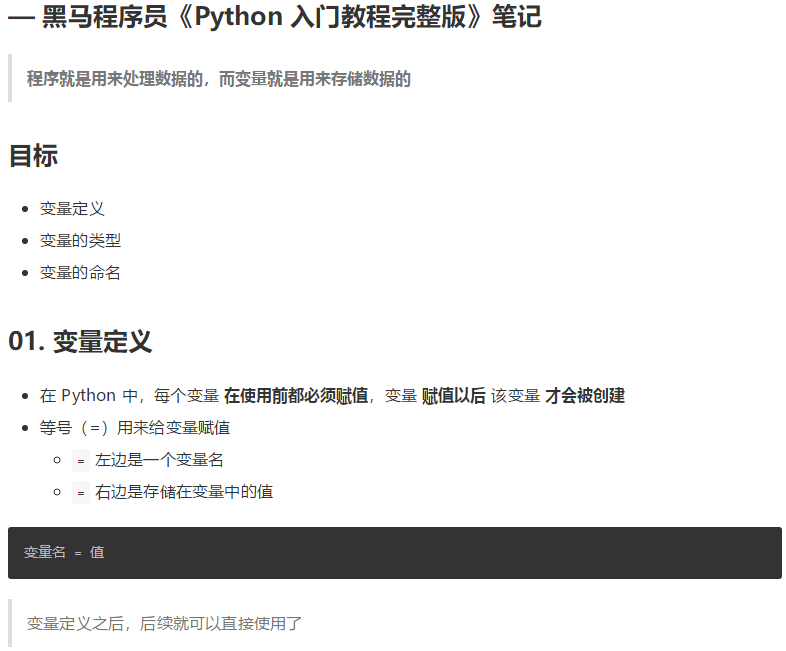 — 黑马程序员《Python 入门教程完整版》笔记
程序就是用来处理数据的，而变量就是用来存储数据的
目标
变量定义
变量的类型
变量的命名
01. 变量定义
在 Python 中，每个变量 在使用前都必须赋值，变量 赋值以后 该变量 才会被创建
等号（=）用来给变量赋值
= 左边是一个变量名
= 右边是存储在变量中的值
变量名 = 值
变量定义之后，后续就可以直接使用了